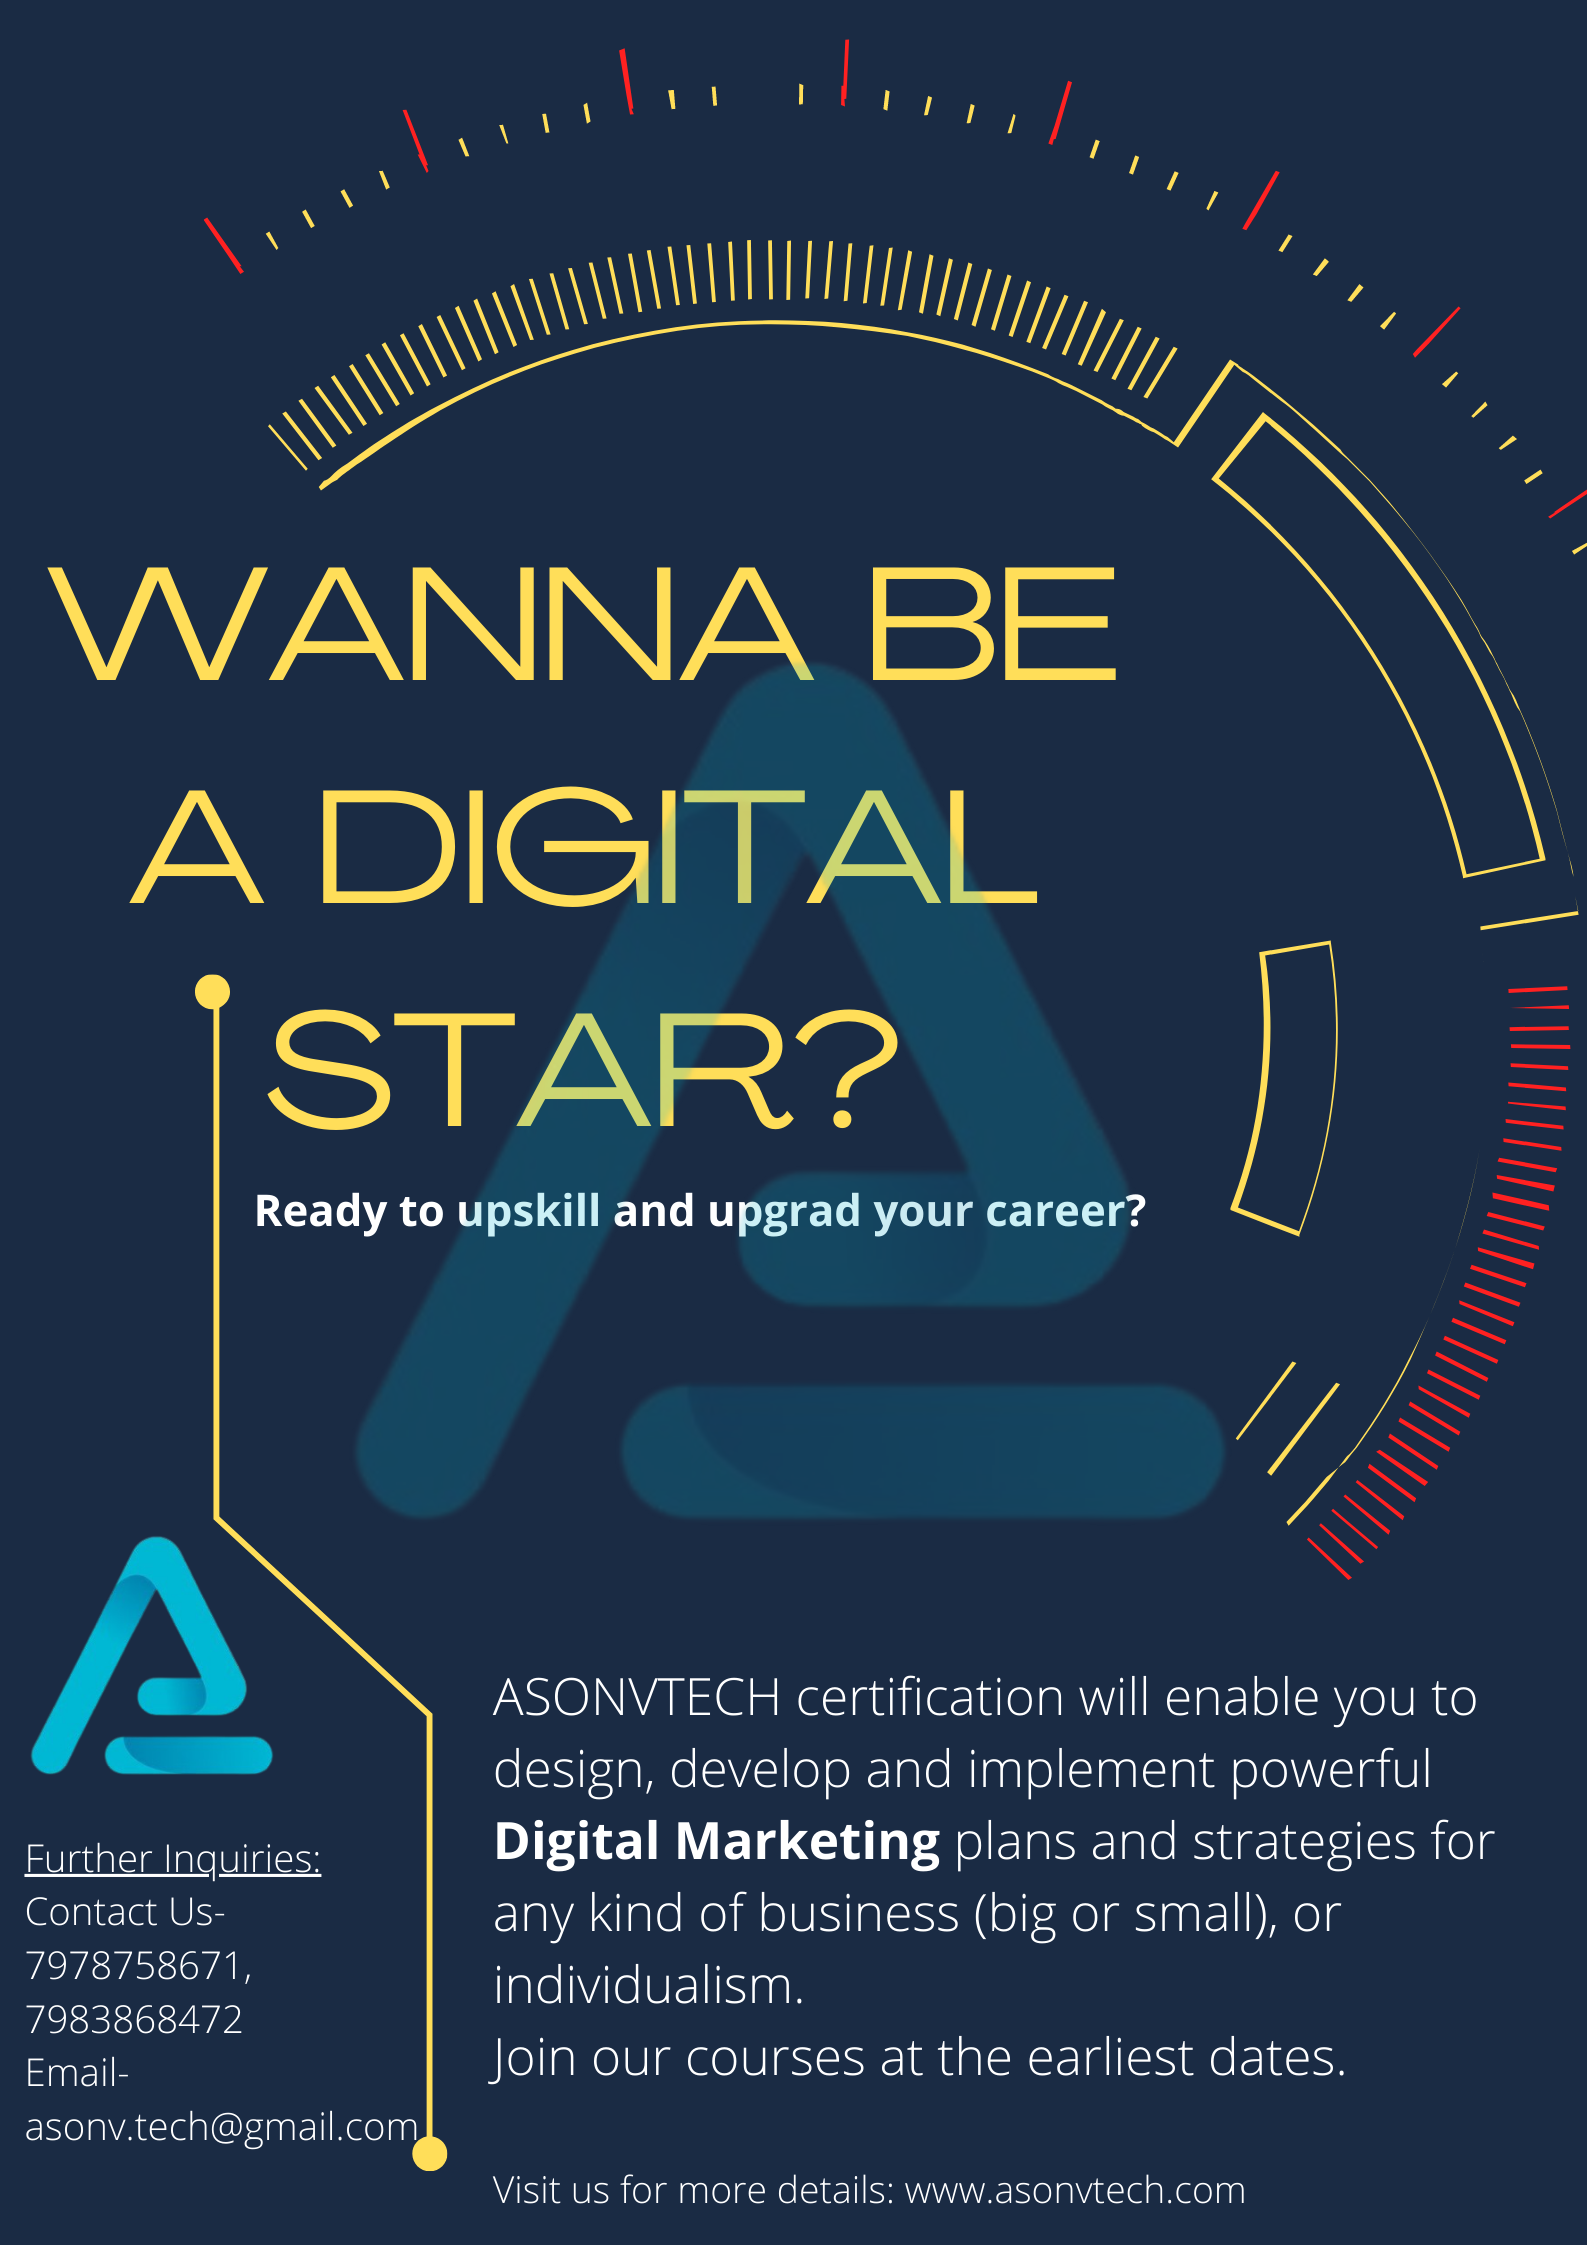 WANNA BE
A DIGITAL
STAR?
Ready to upskill and upgrad your career?
ASONVTECH certification will enable you to
design, develop and implement powerful
Digital Marketing plans and strategies for
any kind of business (big or small), or
individualism.
Join our courses at the earliest dates.
Further Inquiries:
Contact Us-
7978758671,
7983868472
Email-
asonv.tech@gmail.com
Visit us for more details: www.asonvtech.com